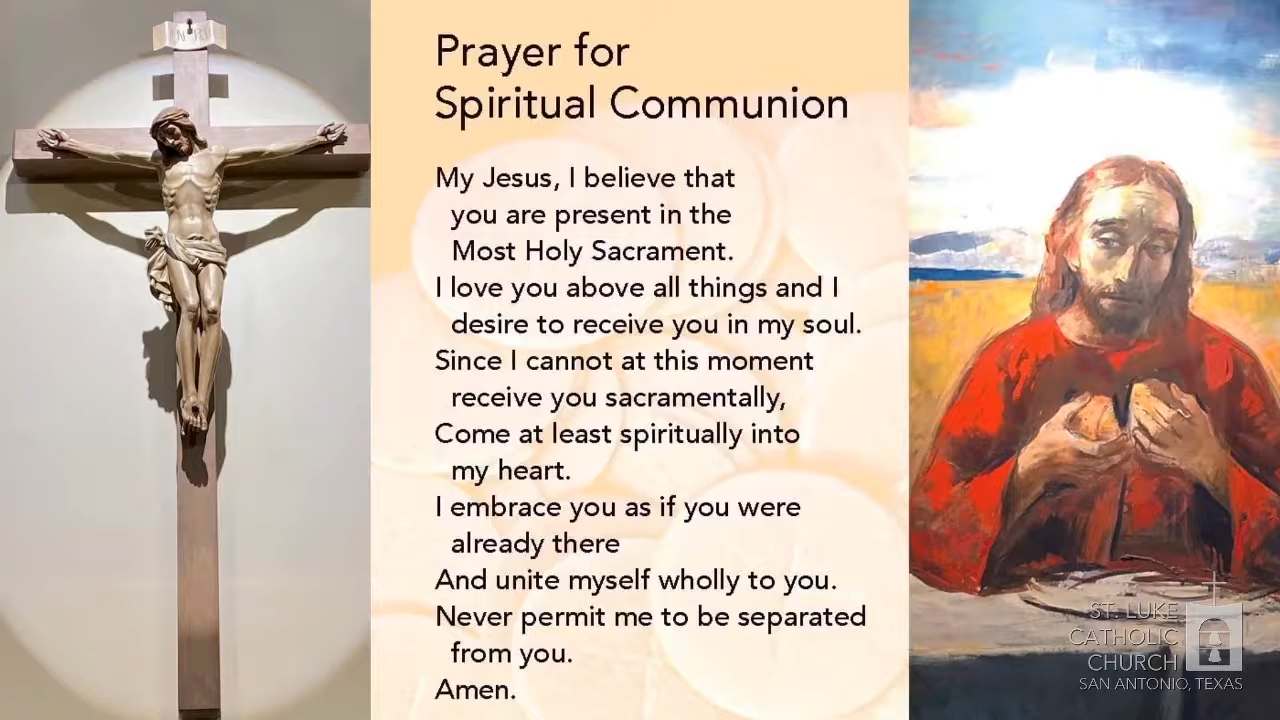 INRI
Prayer for
Spiritual Communion
My Jesus, I believe that
you are present in the
Most Holy Sacrament.
I love you above all things and I
desire to receive you in my soul.
Since I cannot at this moment
receive you sacramentally,
Come at least spiritually into
my heart.
I embrace you as if you were
already there
And unite myself wholly to you.
Never permit me to be separated
from you.
Amen.
ST. LUKE
CATHOLIC
CHURCH
SAN ANTONIO, TEXAS